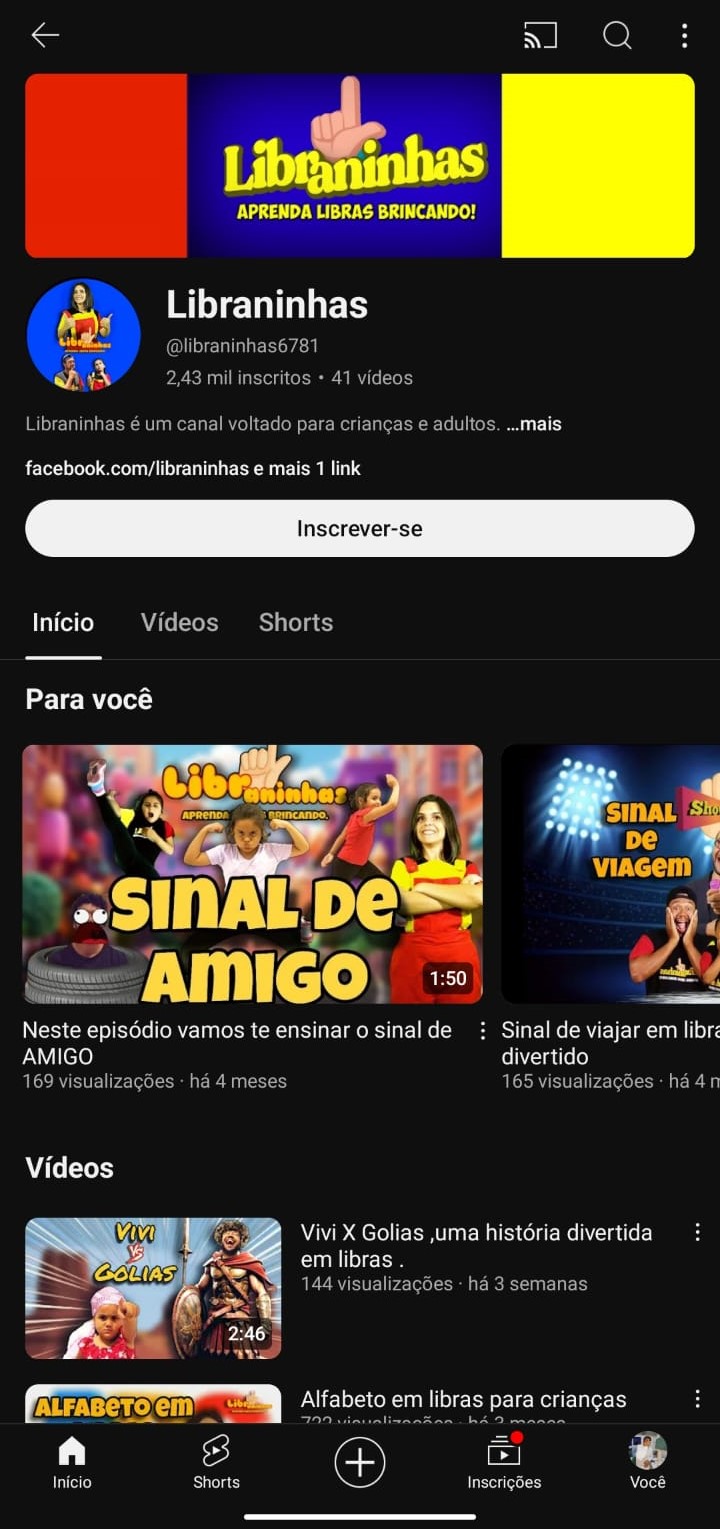 Libraninhas
APRENDA LIBRAS BRINCANDO!
Libraninhas
@libraninhas6781
2,43 mil inscritos • 41 vídeos
Libraninhas é um canal voltado para crianças e adultos. ...mais
facebook.com/libraninhas e mais 1 link
Inscrever-se
Início Vídeos Shorts
Para você
Libraninhas
APRENDA BRINCANDO.
SINAL DE
AMIGO
1:50
SINAL
DE
VIAGEM
Neste episódio vamos te ensinar o sinal de
AMIGO
169 visualizações · há 4 meses
Sinal de viajar em
divertido
165 visualizações · há 4
Vídeos
VIVI
VS
GOLIAS
2:46
Vivi X Golias ,uma história divertida
em libras .
144 visualizações · há 3 semanas
ALFABETO EM
Alfabeto em libras para crianças
722 visualizações · há 3 meses
Início
Shorts
Inscrições
Você